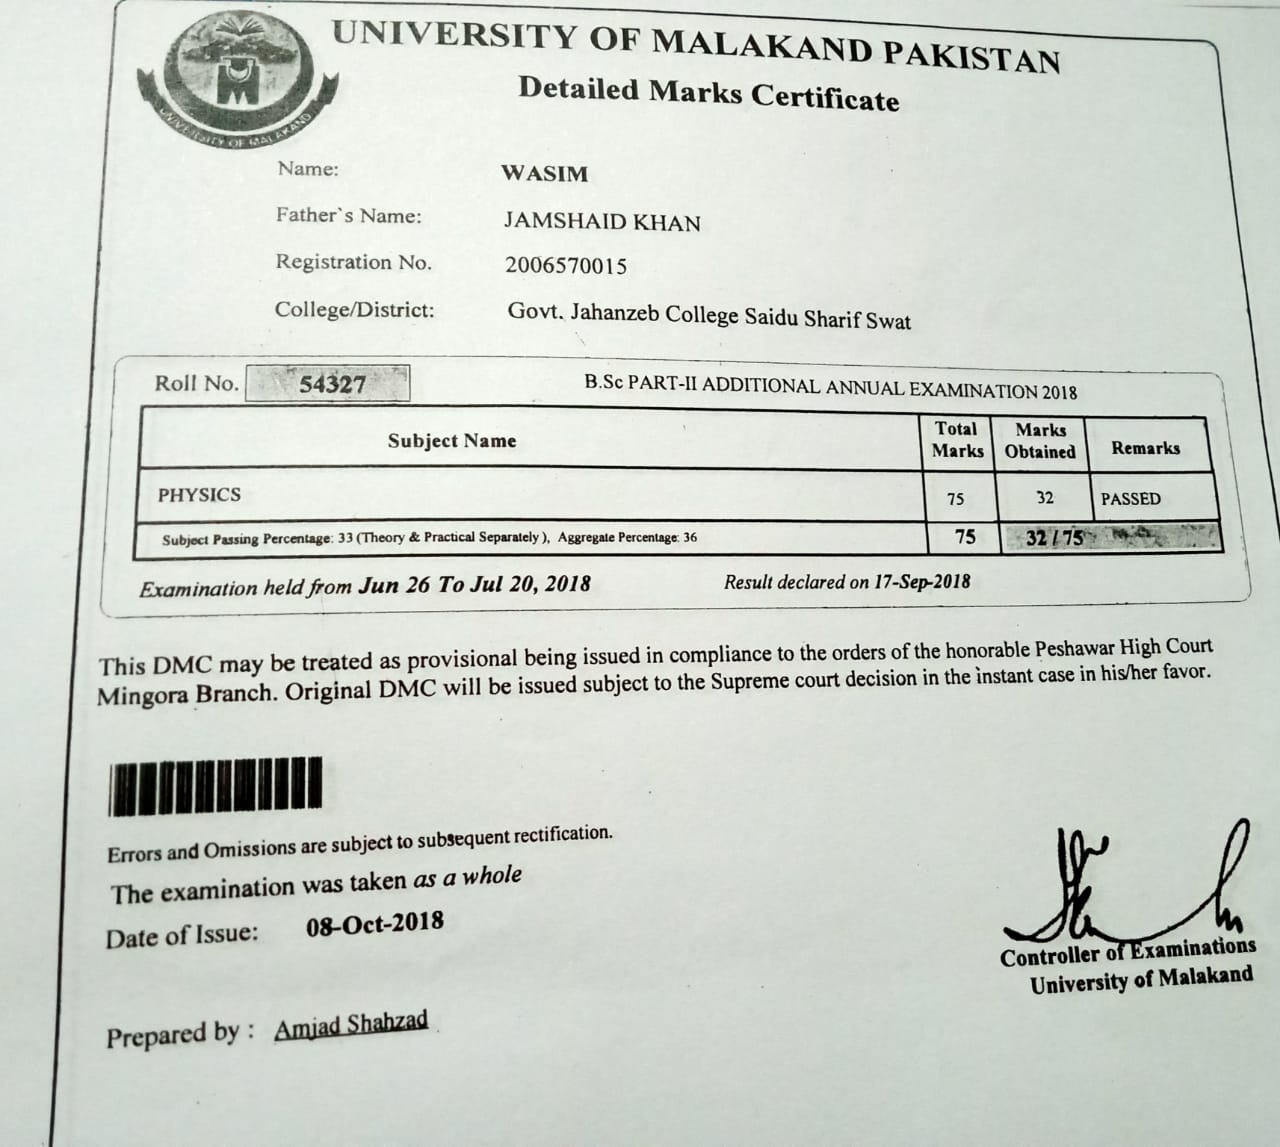 UNIVERSITY OF MALAKAND PAKISTAN
Detailed Marks Certificate
UNIVERSITY OF MALAKAND
Name: WASIM
Father`s Name: JAMSHAID KHAN
Registration No. 2006570015
College/District: Govt. Jahanzeb College Saidu Sharif Swat
Roll No. 54327 B.Sc PART-II ADDITIONAL ANNUAL EXAMINATION 2018
Subject Name Total Marks Marks Obtained Remarks
PHYSICS 75 32 PASSED
Subject Passing Percentage: 33 (Theory & Practical Separately ), Aggregate Percentage: 36 75 32 / 75
Examination held from Jun 26 To Jul 20, 2018 Result declared on 17-Sep-2018
This DMC may be treated as provisional being issued in compliance to the orders of the honorable Peshawar High Court
Mingora Branch. Original DMC will be issued subject to the Supreme court decision in the instant case in his/her favor.
Errors and Omissions are subject to subsequent rectification.
The examination was taken as a whole
Date of Issue: 08-Oct-2018
Controller of Examinations
University of Malakand
Prepared by : Amjad Shahzad